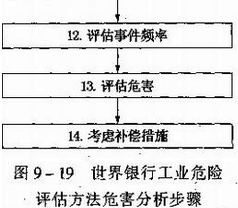 12. 评估事件频率
13. 评估危害
14. 考虑补偿措施
图9-19 世界银行工业危险
评估方法危害分析步骤